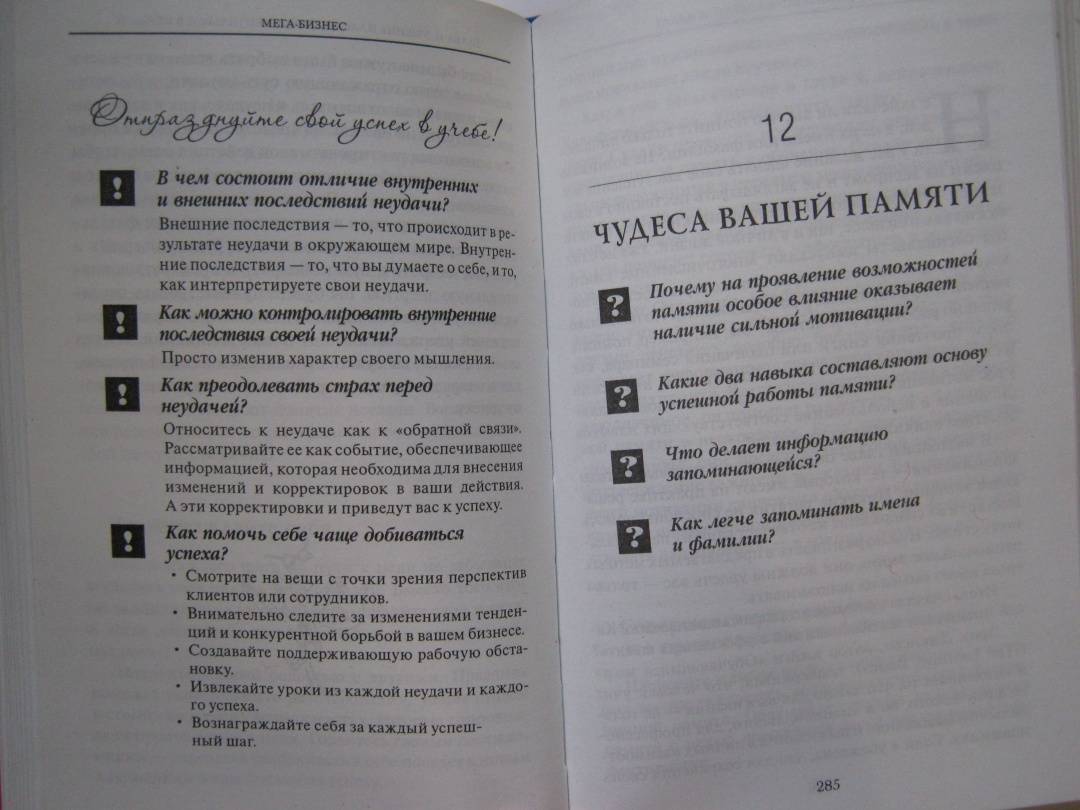 МЕГА-БИЗНЕС
Отпразднуйте свой успех в учебе!
! В чем состоит отличие внутренних
и внешних последствий неудачи?
Внешние последствия — то, что происходит в ре-
зультате неудачи в окружающем мире. Внутрен-
ние последствия — то, что вы думаете о себе, и то,
как интерпретируете свои неудачи.
! Как можно контролировать внутренние
последствия своей неудачи?
Просто изменив характер своего мышления.
! Как преодолевать страх перед
неудачей?
Относитесь к неудаче как к «обратной связи».
Рассматривайте ее как событие, обеспечивающее
информацией, которая необходима для внесения
изменений и корректировок в ваши действия.
А эти корректировки и приведут вас к успеху.
! Как помочь себе чаще добиваться
успеха?
• Смотрите на вещи с точки зрения перспектив
клиентов или сотрудников.
• Внимательно следите за изменениями тенден-
ций и конкурентной борьбой в вашем бизнесе.
• Создавайте поддерживающую рабочую обста-
новку.
• Извлекайте уроки из каждой неудачи и каждо-
го успеха.
• Вознаграждайте себя за каждый успеш-
ный шаг.
12
ЧУДЕСА ВАШЕЙ ПАМЯТИ
? Почему на проявление возможностей
памяти особое влияние оказывает
наличие сильной мотивации?
? Какие два навыка составляют основу
успешной работы памяти?
? Что делает информацию
запоминающейся?
? Как легче запоминать имена
и фамилии?
285